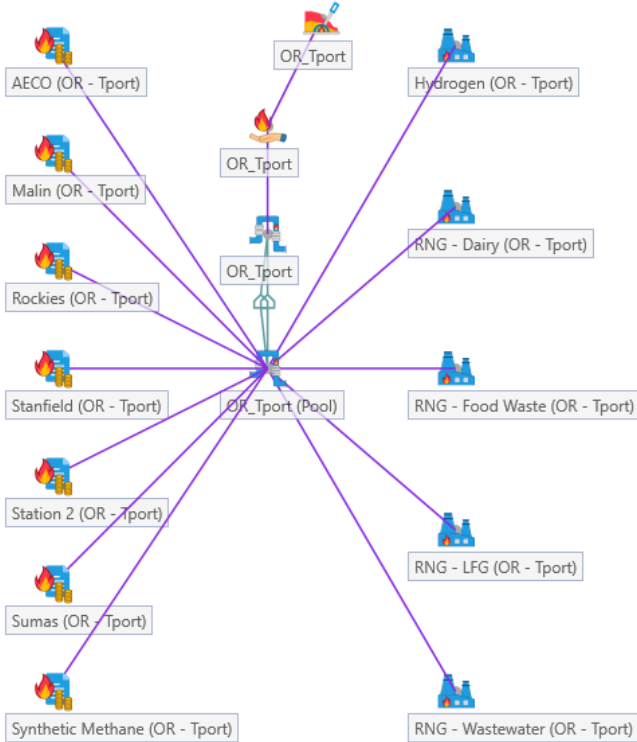 OR_Tport
AECO (OR - Tport)
Hydrogen (OR - Tport)
OR_Tport
Malin (OR - Tport)
RNG - Dairy (OR - Tport)
OR_Tport
Rockies (OR - Tport)
Stanfield (OR - Tport)
OR_Tport (Pool)
RNG - Food Waste (OR - Tport)
Station 2 (OR - Tport)
RNG - LFG (OR - Tport)
Sumas (OR - Tport)
Synthetic Methane (OR - Tport)
RNG - Wastewater (OR - Tport)